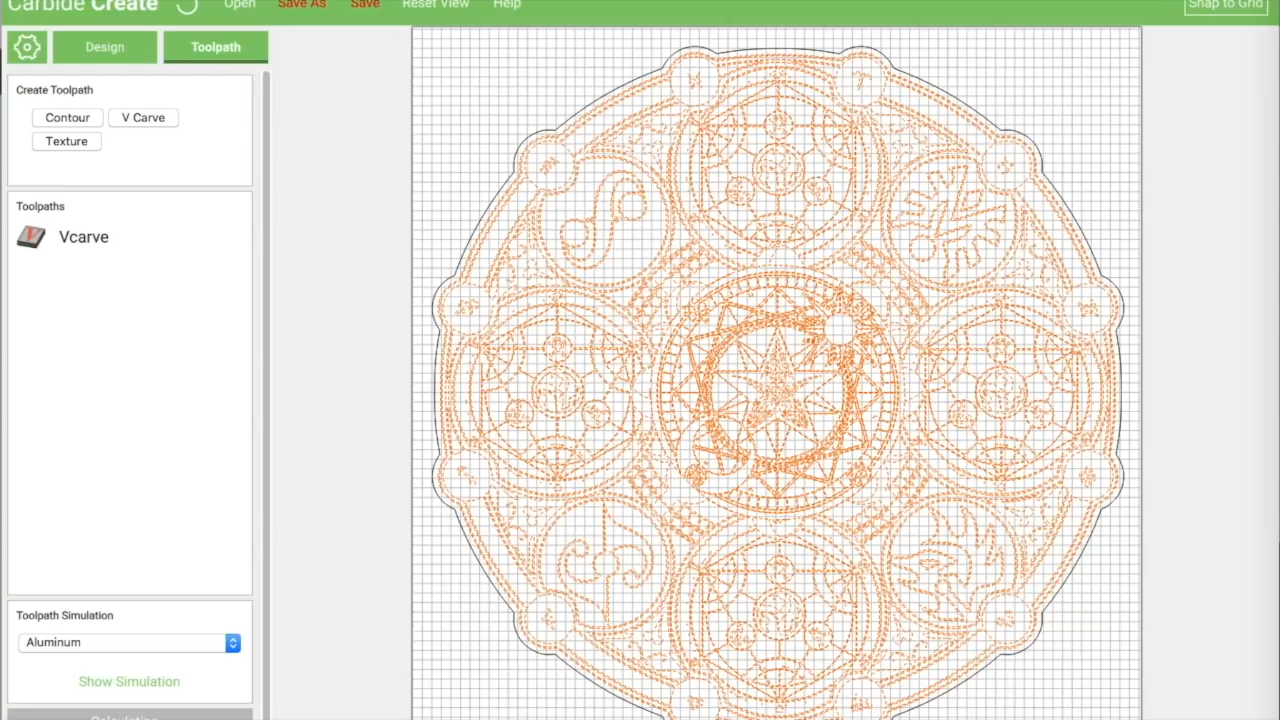 Carbide Create Open Save As Save Reset View Help Snap to Grid
Design Toolpath
Create Toolpath
Contour V Carve
Texture
Toolpaths
Vcarve
Toolpath Simulation
Aluminum
Show Simulation
Calculating